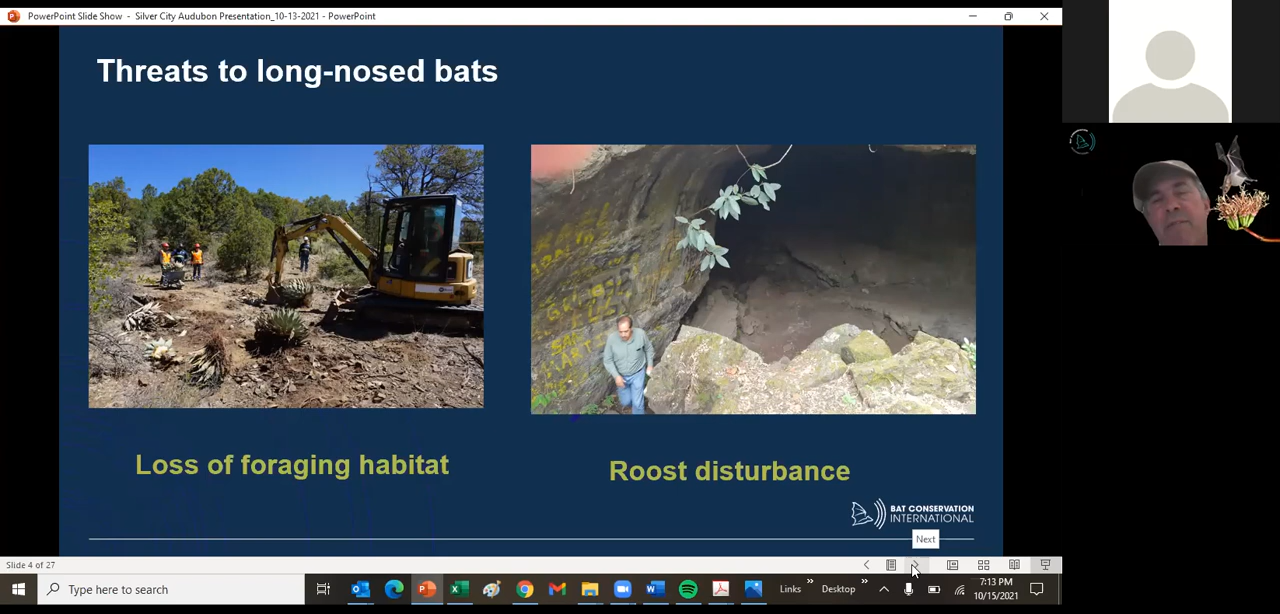 PowerPoint Slide Show - Silver City Audubon Presentation_10-13-2021 - PowerPoint
Threats to long-nosed bats
Loss of foraging habitat
Roost disturbance
BAT CONSERVATION
INTERNATIONAL
Next
Slide 4 of 27
Type here to search
Links
Desktop
7:13 PM
10/15/2021